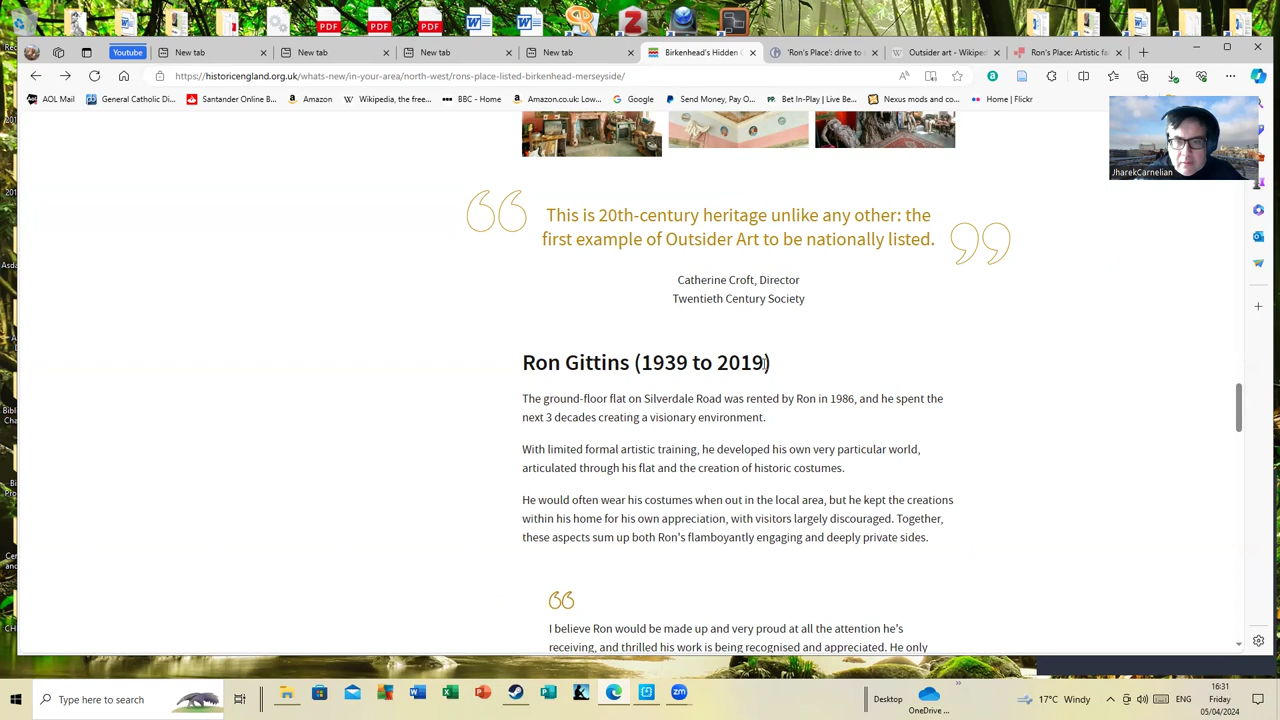 PDF
PDF
PDF
Youtube
New tab
New tab
New tab
New tab
Birkenhead's Hidden
'Ron's Place: drive to
Outsider art - Wikiped
Ron's Place: Artistic fa
https://historicengland.org.uk/whats-new/in-your-area/north-west/rons-place-listed-birkenhead-merseyside/
AOL Mail
General Catholic Di...
Santander Online B...
Amazon
Wikipedia, the free...
BBC - Home
Amazon.co.uk: Low...
Google
Send Money, Pay O...
Bet In-Play | Live Be...
Nexus mods and co...
Home | Flickr
JharekCarnelian
This is 20th-century heritage unlike any other: the
first example of Outsider Art to be nationally listed.
Catherine Croft, Director
Twentieth Century Society
Ron Gittins (1939 to 2019)
The ground-floor flat on Silverdale Road was rented by Ron in 1986, and he spent the
next 3 decades creating a visionary environment.
With limited formal artistic training, he developed his own very particular world,
articulated through his flat and the creation of historic costumes.
He would often wear his costumes when out in the local area, but he kept the creations
within his home for his own appreciation, with visitors largely discouraged. Together,
these aspects sum up both Ron's flamboyantly engaging and deeply private sides.
I believe Ron would be made up and very proud at all the attention he's
receiving, and thrilled his work is being recognised and appreciated. He only
Type here to search
Desktop
OneDrive ...
17°C Windy
ENG
16:31
Friday
05/04/2024